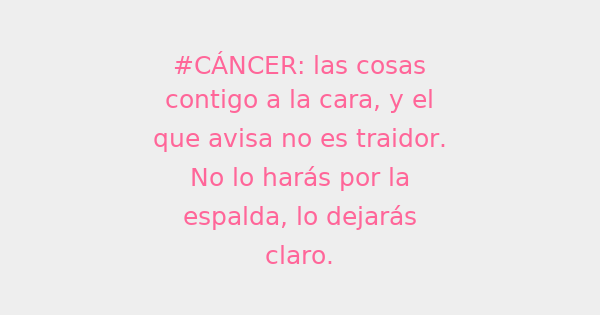 #CÁNCER: las cosas
contigo a la cara, y el
que avisa no es traidor.
No lo harás por la
espalda, lo dejarás
claro.